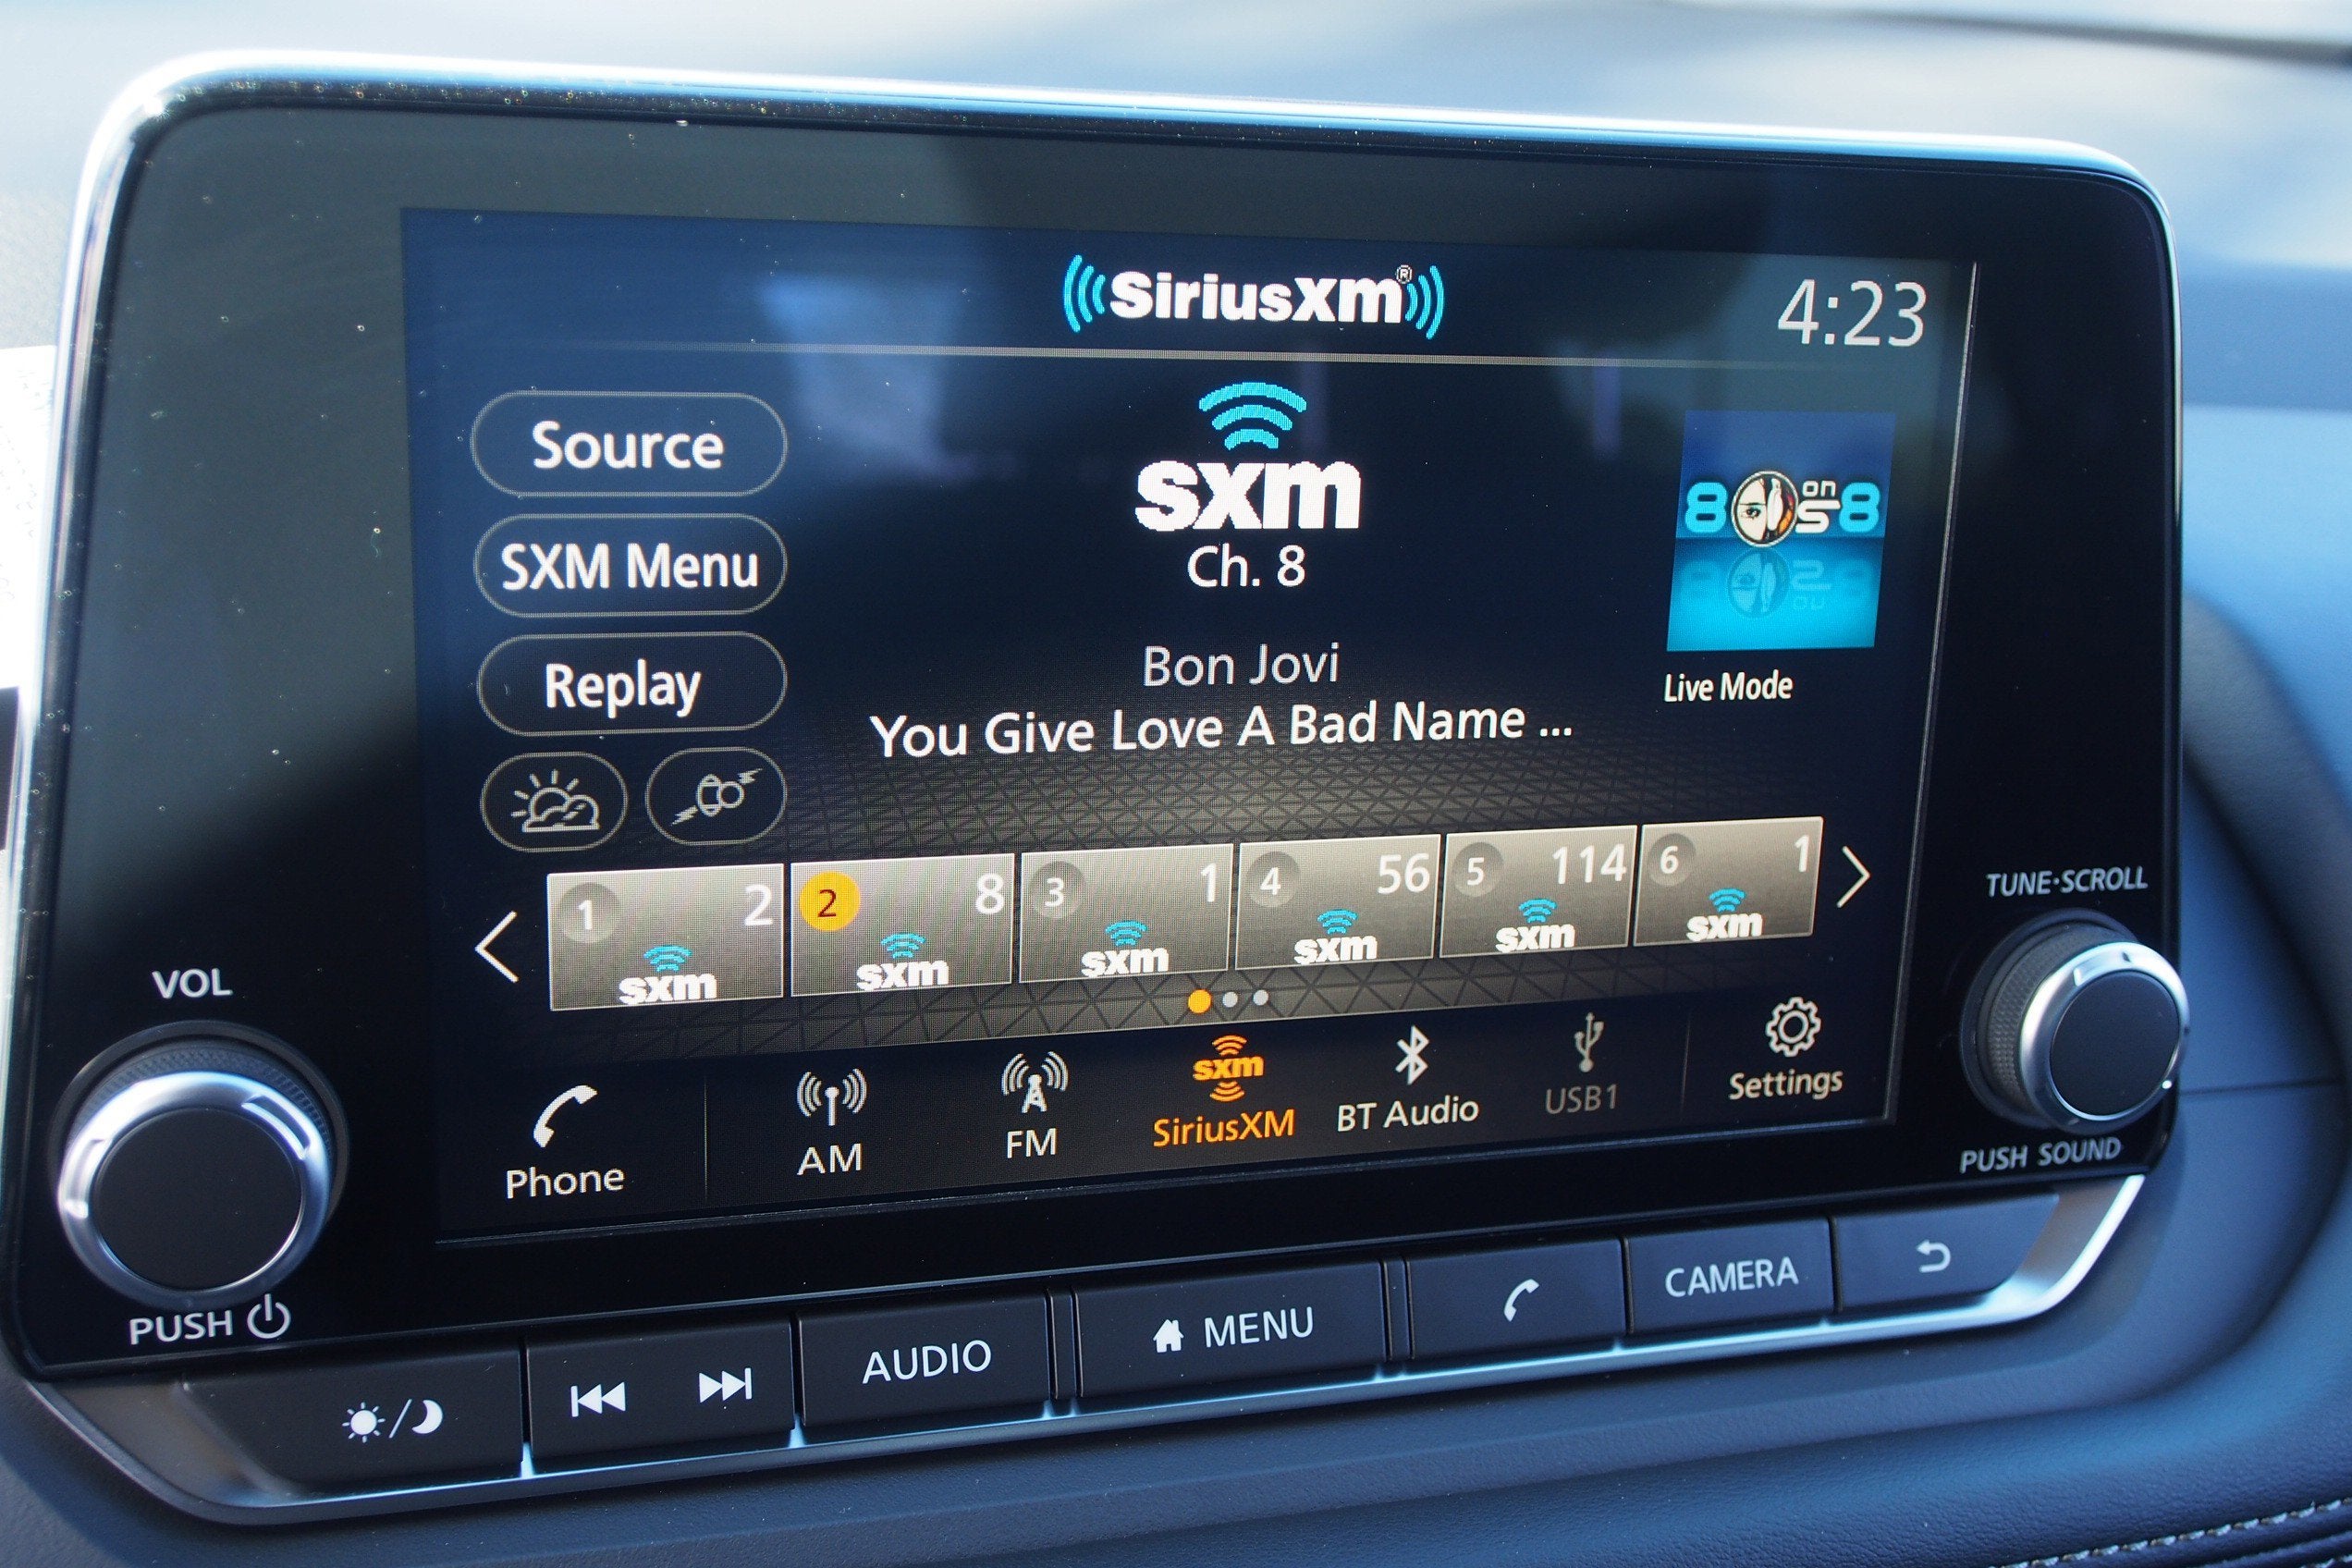 SiriusXM®
4:23
Source
SXM Menu
Replay
sxm
Ch. 8
Bon Jovi
You Give Love A Bad Name ...
80s on 8
Live Mode
1 2 sxm
2 8 sxm
3 1 sxm
4 56 sxm
5 114 sxm
6 1 sxm
Phone
AM
FM
sxm
SiriusXM
BT Audio
USB1
Settings
VOL
PUSH
TUNE·SCROLL
PUSH SOUND
AUDIO
MENU
CAMERA